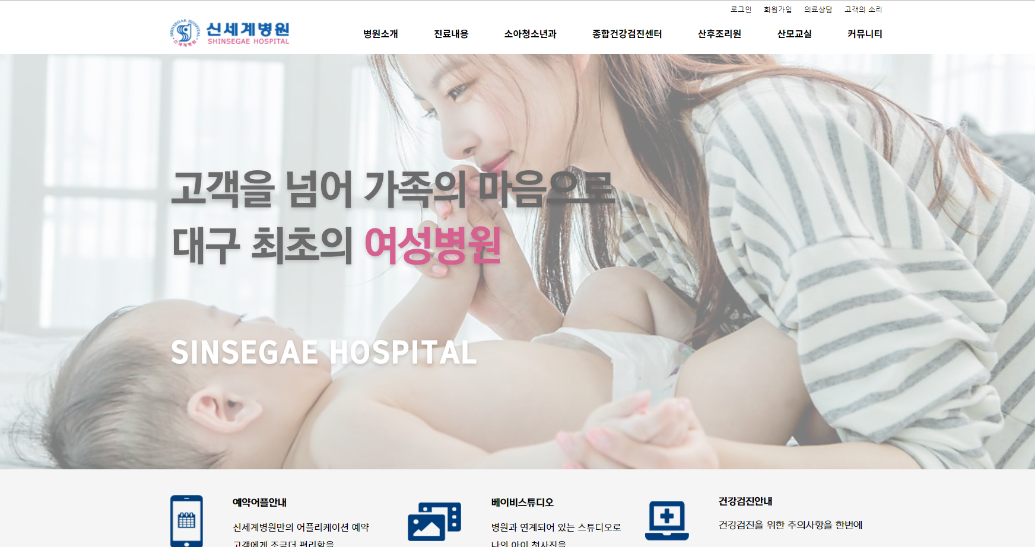 로그인 회원가입 의료상담 고객의 소리
신세계병원
SHINSEGAE HOSPITAL
병원소개 진료내용 소아청소년과 종합건강검진센터 산후조리원 산모교실 커뮤니티
고객을 넘어 가족의 마음으로
대구 최초의 여성병원
SINSEGAE HOSPITAL
예약어플안내
신세계병원만의 어플리케이션 예약
고객에게 조금더 편리함을
베이비스튜디오
병원과 연계되어 있는 스튜디오로
나의 아이 첫사진을
건강검진안내
건강검진을 위한 주의사항을 한번에